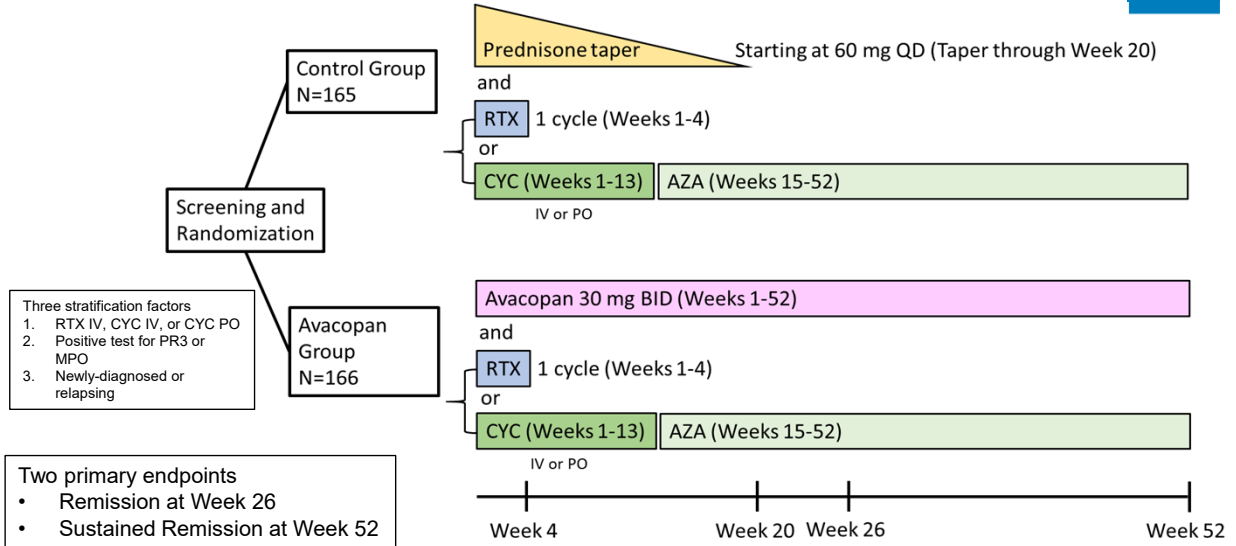 Control Group
N=165
Prednisone taper
Starting at 60 mg QD (Taper through Week 20)
and
RTX
1 cycle (Weeks 1-4)
or
CYC (Weeks 1-13)
AZA (Weeks 15-52)
IV or PO
Screening and
Randomization
Three stratification factors
1. RTX IV, CYC IV, or CYC PO
2. Positive test for PR3 or
MPO
3. Newly-diagnosed or
relapsing
Avacopan
Group
N=166
Avacopan 30 mg BID (Weeks 1-52)
and
RTX
1 cycle (Weeks 1-4)
or
CYC (Weeks 1-13)
AZA (Weeks 15-52)
IV or PO
Two primary endpoints
• Remission at Week 26
• Sustained Remission at Week 52
Week 4
Week 20
Week 26
Week 52